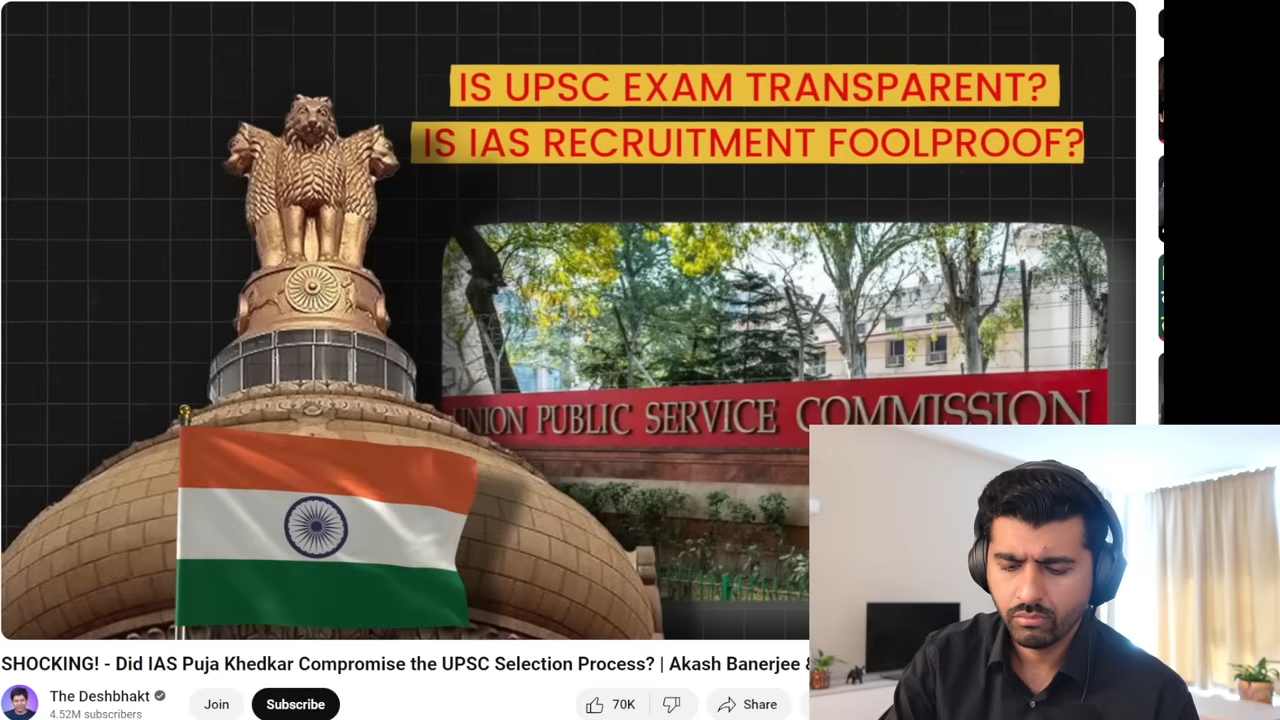 IS UPSC EXAM TRANSPARENT?
IS IAS RECRUITMENT FOOLPROOF?
UNION PUBLIC SERVICE COMMISSION
SHOCKING! - Did IAS Puja Khedkar Compromise the UPSC Selection Process? | Akash Banerjee &
The Deshbhakt
4.52M subscribers
Join
Subscribe
70K
Share